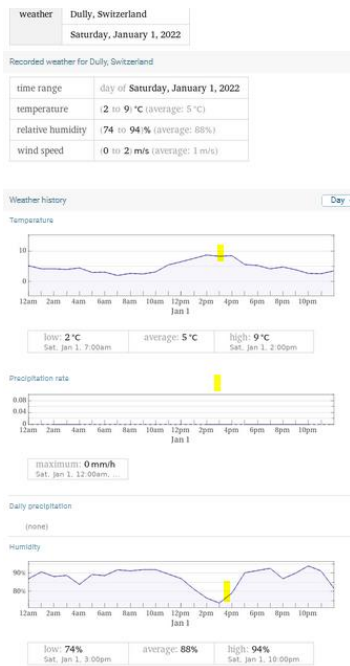 weather
Dully, Switzerland
Saturday, January 1, 2022
Recorded weather for Dully, Switzerland
time range
day of Saturday, January 1, 2022
temperature
(2 to 9) °C (average: 5 °C)
relative humidity
(74 to 94)% (average: 88%)
wind speed
(0 to 2) m/s (average: 1 m/s)
Weather history
Day
Temperature
10
0
12am 2am 4am 6am 8am 10am 12pm 2pm 4pm 6pm 8pm 10pm
Jan 1
low: 2 °C
average: 5 °C
high: 9 °C
Sat, Jan 1, 7:00am
Sat, Jan 1, 2:00pm
Precipitation rate
0.08
0.04
0
12am 2am 4am 6am 8am 10am 12pm 2pm 4pm 6pm 8pm 10pm
Jan 1
maximum: 0 mm/h
Sat, Jan 1, 12:00am, ...
Daily precipitation
(none)
Humidity
90%
80%
12am 2am 4am 6am 8am 10am 12pm 2pm 4pm 6pm 8pm 10pm
Jan 1
low: 74%
average: 88%
high: 94%
Sat, Jan 1, 3:00pm
Sat, Jan 1, 10:00pm